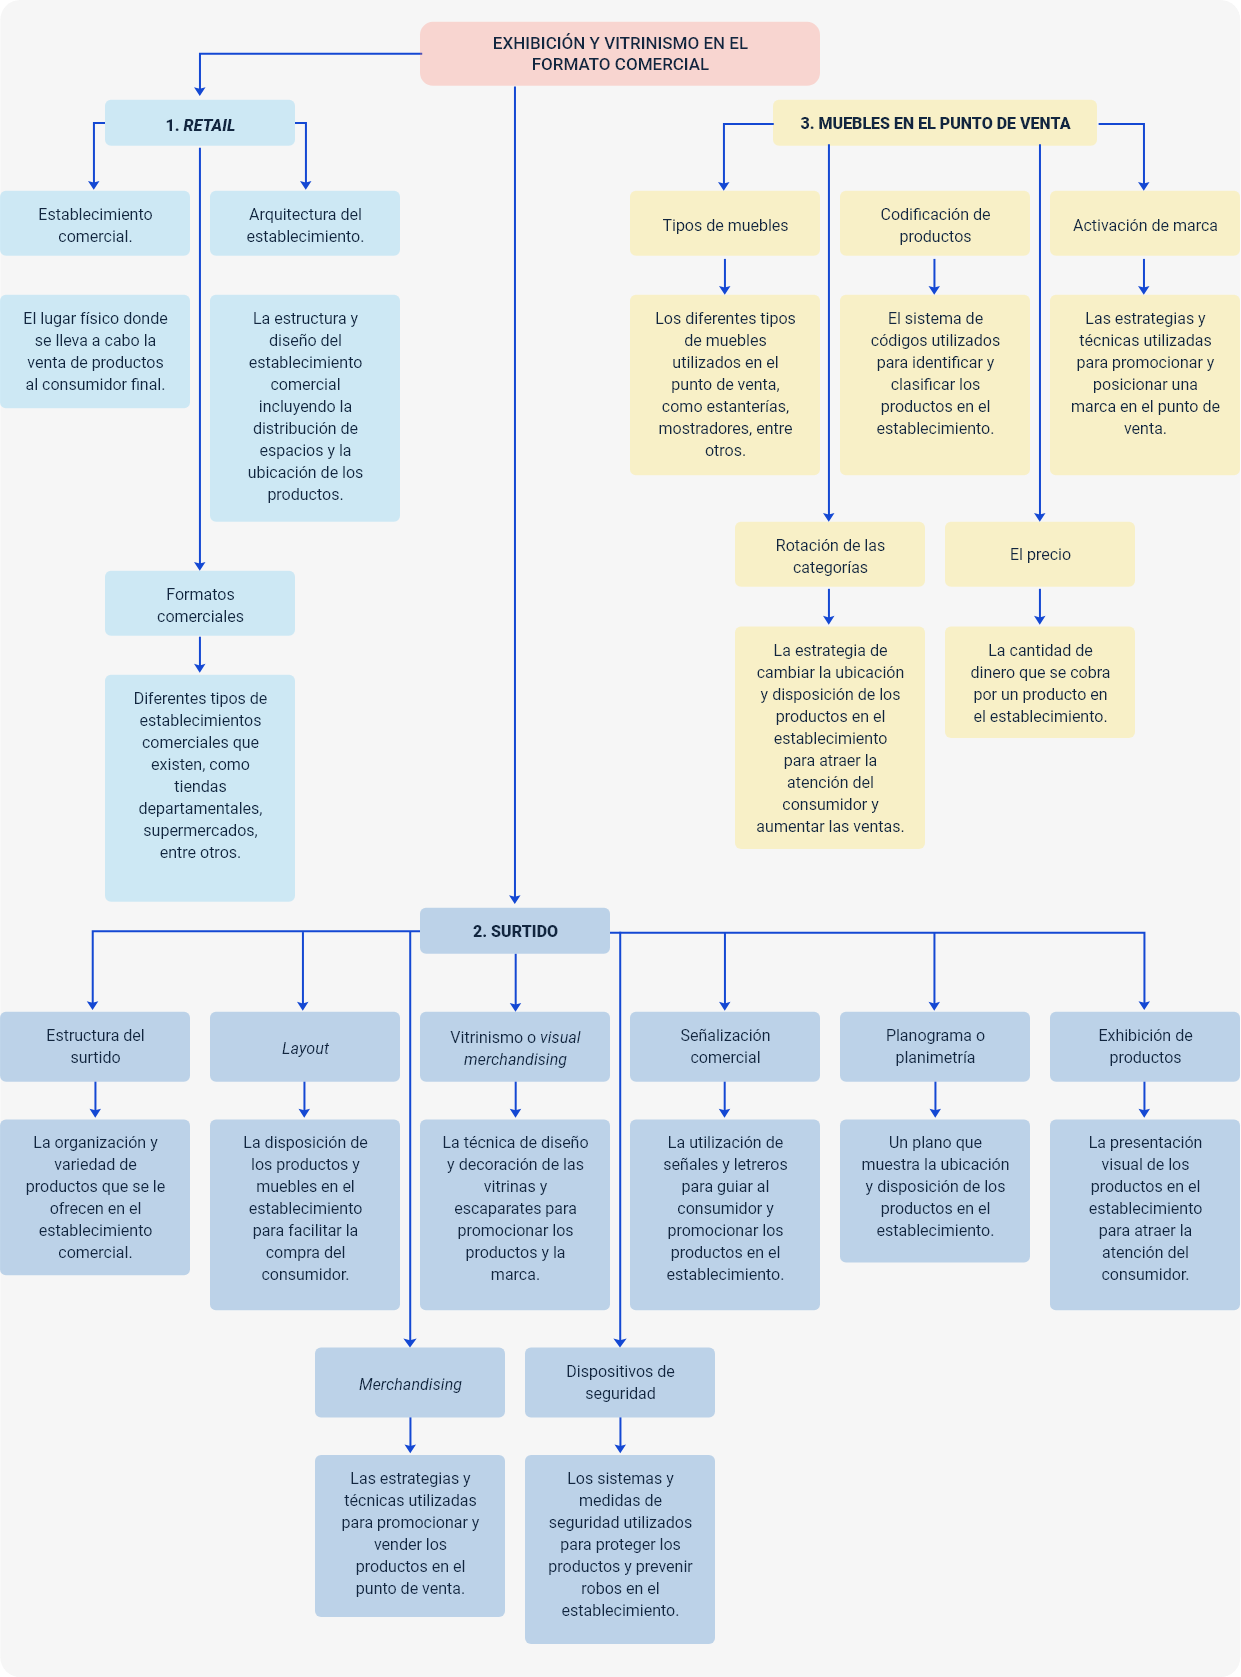 EXHIBICIÓN Y VITRINISMO EN EL
FORMATO COMERCIAL
1. RETAIL
Establecimiento
comercial.
El lugar físico donde
se lleva a cabo la
venta de productos
al consumidor final.
Arquitectura del
establecimiento.
La estructura y
diseño del
establecimiento
comercial
incluyendo la
distribución de
espacios y la
ubicación de los
productos.
Formatos
comerciales
Diferentes tipos de
establecimientos
comerciales que
existen, como
tiendas
departamentales,
supermercados,
entre otros.
3. MUEBLES EN EL PUNTO DE VENTA
Tipos de muebles
Los diferentes tipos
de muebles
utilizados en el
punto de venta,
como estanterías,
mostradores, entre
otros.
Codificación de
productos
El sistema de
códigos utilizados
para identificar y
clasificar los
productos en el
establecimiento.
Activación de marca
Las estrategias y
técnicas utilizadas
para promocionar y
posicionar una
marca en el punto de
venta.
Rotación de las
categorías
La estrategia de
cambiar la ubicación
y disposición de los
productos en el
establecimiento
para atraer la
atención del
consumidor y
aumentar las ventas.
El precio
La cantidad de
dinero que se cobra
por un producto en
el establecimiento.
2. SURTIDO
Estructura del
surtido
La organización y
variedad de
productos que se le
ofrecen en el
establecimiento
comercial.
Layout
La disposición de
los productos y
muebles en el
establecimiento
para facilitar la
compra del
consumidor.
Vitrinismo o visual
merchandising
La técnica de diseño
y decoración de las
vitrinas y
escaparates para
promocionar los
productos y la
marca.
Señalización
comercial
La utilización de
señales y letreros
para guiar al
consumidor y
promocionar los
productos en el
establecimiento.
Planograma o
planimetría
Un plano que
muestra la ubicación
y disposición de los
productos en el
establecimiento.
Exhibición de
productos
La presentación
visual de los
productos en el
establecimiento
para atraer la
atención del
consumidor.
Merchandising
Las estrategias y
técnicas utilizadas
para promocionar y
vender los
productos en el
punto de venta.
Dispositivos de
seguridad
Los sistemas y
medidas de
seguridad utilizados
para proteger los
productos y prevenir
robos en el
establecimiento.